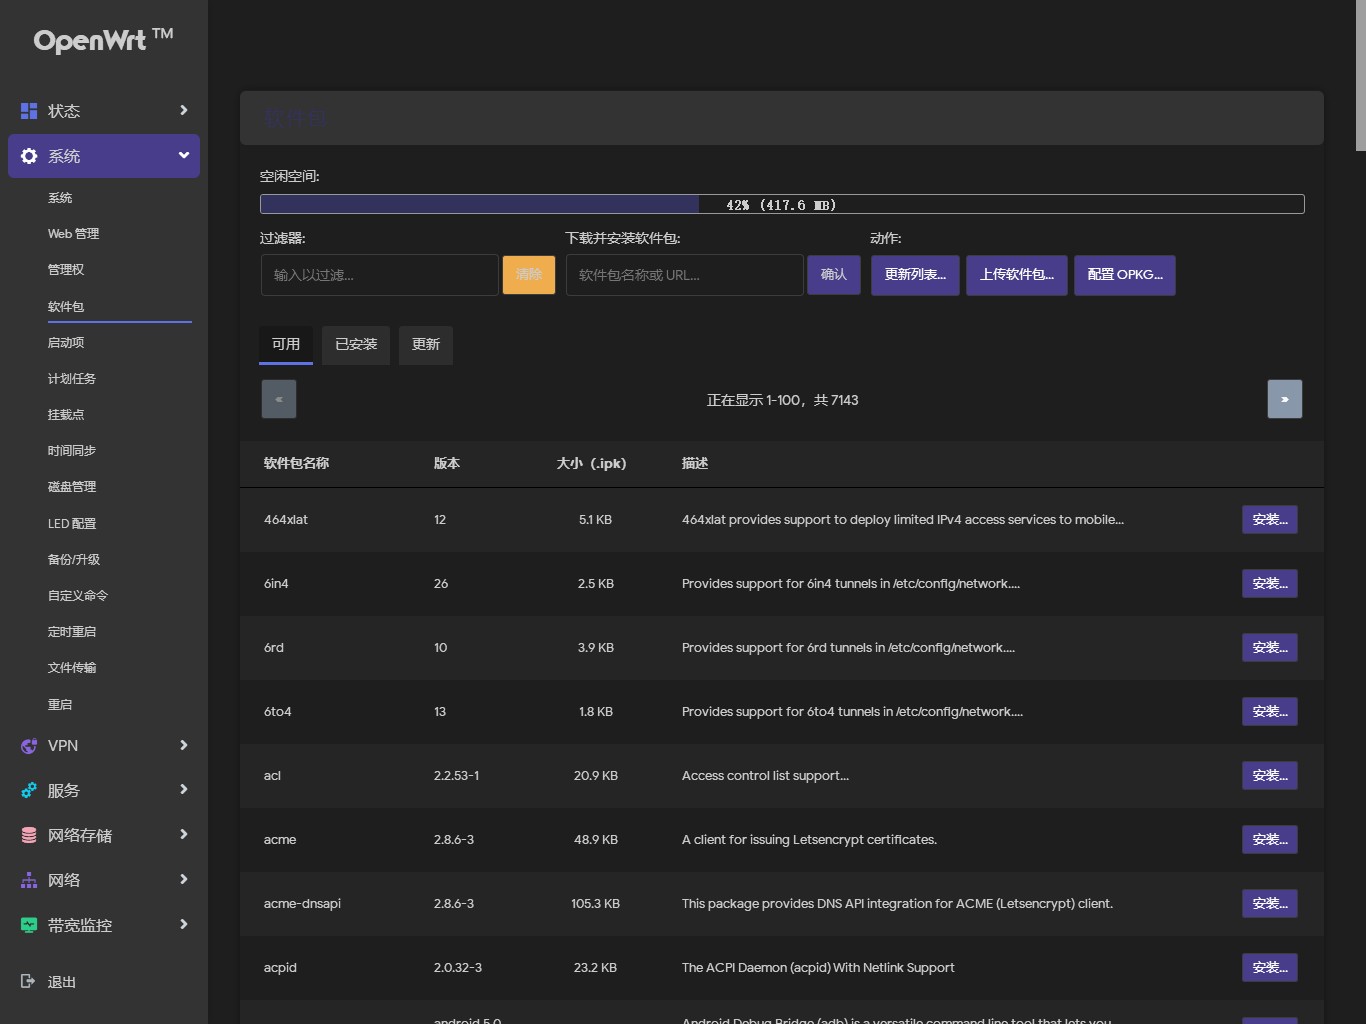 OpenWrt ™
状态
系统
系统
Web 管理
管理权
软件包
启动项
计划任务
挂载点
时间同步
磁盘管理
LED 配置
备份/升级
自定义命令
定时重启
文件传输
重启
VPN
服务
网络存储
网络
带宽监控
退出
软件包
空闲空间:
42% (417.6 MB)
过滤器: 下载并安装软件包: 动作:
输入以过滤... 清除 软件包名称或 URL... 确认 更新列表... 上传软件包... 配置 OPKG...
可用 已安装 更新
« 正在显示 1-100，共 7143 »
软件包名称 版本 大小（.ipk） 描述
464xlat 12 5.1 KB 464xlat provides support to deploy limited IPv4 access services to mobile... 安装...
6in4 26 2.5 KB Provides support for 6in4 tunnels in /etc/config/network.... 安装...
6rd 10 3.9 KB Provides support for 6rd tunnels in /etc/config/network.... 安装...
6to4 13 1.8 KB Provides support for 6to4 tunnels in /etc/config/network.... 安装...
acl 2.2.53-1 20.9 KB Access control list support... 安装...
acme 2.8.6-3 48.9 KB A client for issuing Letsencrypt certificates. 安装...
acme-dnsapi 2.8.6-3 105.3 KB This package provides DNS API integration for ACME (Letsencrypt) client. 安装...
acpid 2.0.32-3 23.2 KB The ACPI Daemon (acpid) With Netlink Support 安装...
android.5.0 Android Debug Bridge (adb) is a versatile command line tool that lets you